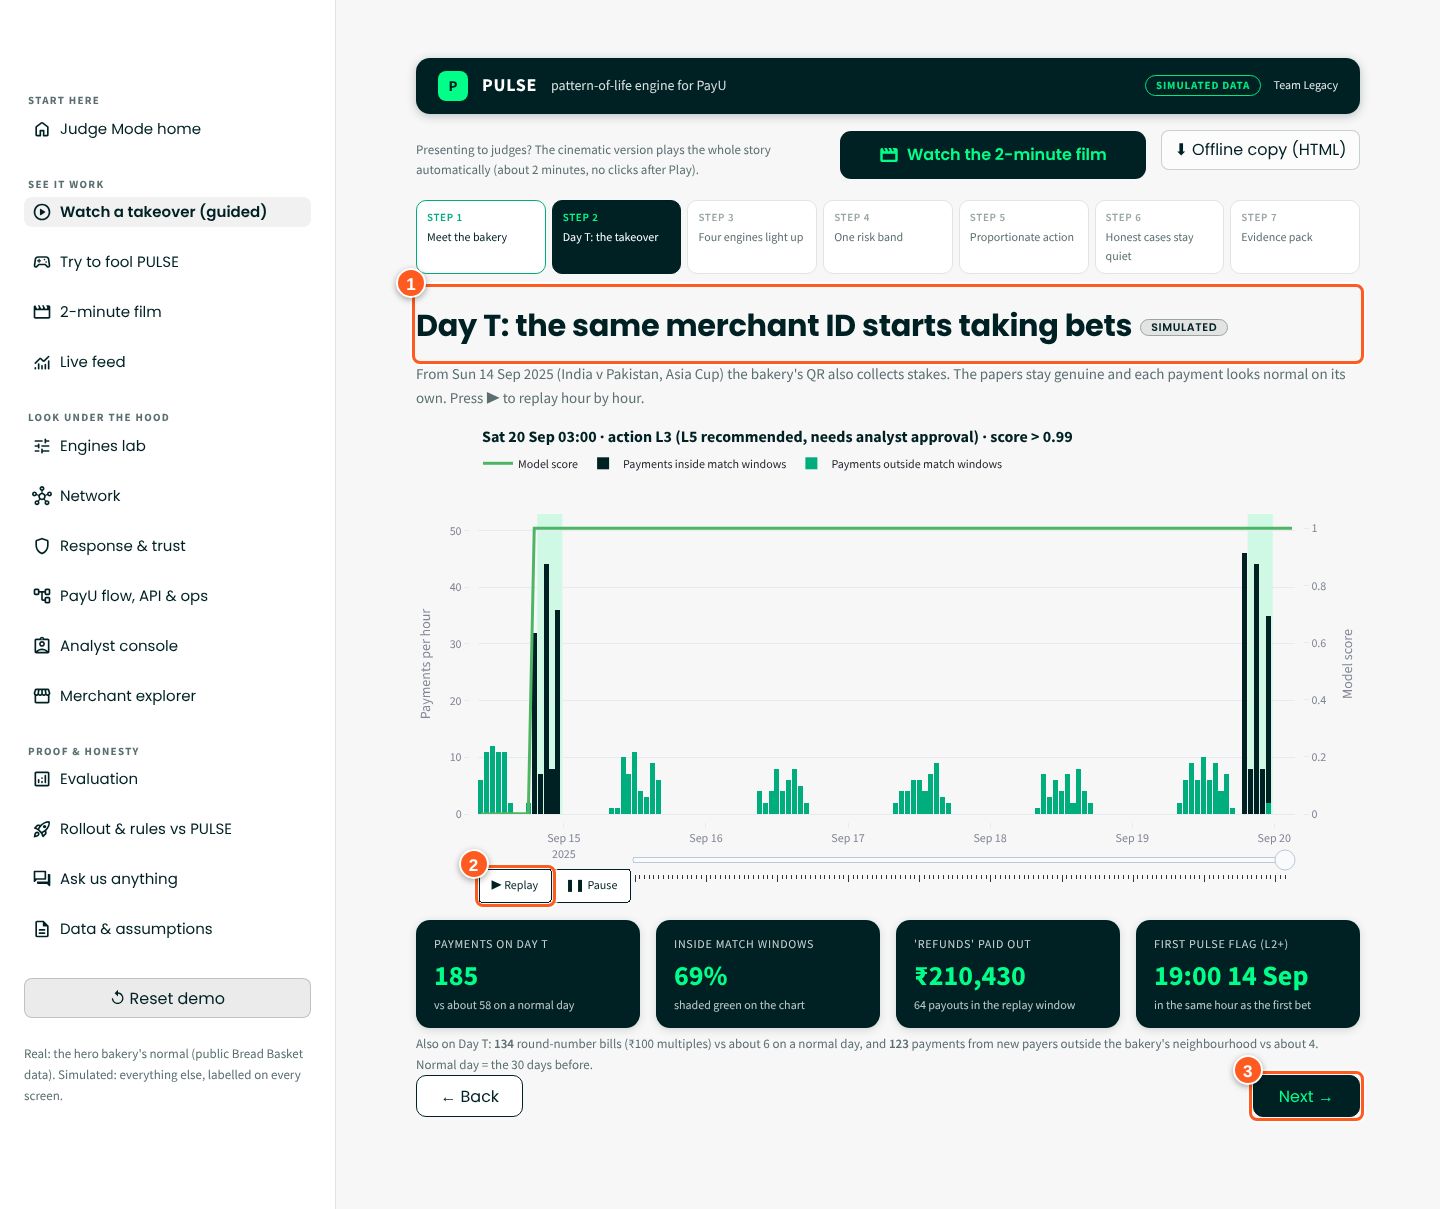 START HERE
Judge Mode home
SEE IT WORK
Watch a takeover (guided)
Try to fool PULSE
2-minute film
Live feed
LOOK UNDER THE HOOD
Engines lab
Network
Response & trust
PayU flow, API & ops
Analyst console
Merchant explorer
PROOF & HONESTY
Evaluation
Rollout & rules vs PULSE
Ask us anything
Data & assumptions
Reset demo
Real: the hero bakery's normal (public Bread Basket
data). Simulated: everything else, labelled on every
screen.
P PULSE pattern-of-life engine for PayU SIMULATED DATA Team Legacy
Presenting to judges? The cinematic version plays the whole story
automatically (about 2 minutes, no clicks after Play).
Watch the 2-minute film
⬇ Offline copy (HTML)
STEP 1
Meet the bakery
STEP 2
Day T: the takeover
STEP 3
Four engines light up
STEP 4
One risk band
STEP 5
Proportionate action
STEP 6
Honest cases stay
quiet
STEP 7
Evidence pack
1
Day T: the same merchant ID starts taking bets SIMULATED
From Sun 14 Sep 2025 (India v Pakistan, Asia Cup) the bakery's QR also collects stakes. The papers stay genuine and each payment looks normal on its
own. Press ▶ to replay hour by hour.
Sat 20 Sep 03:00 · action L3 (L5 recommended, needs analyst approval) · score > 0.99
Model score Payments inside match windows Payments outside match windows
Payments per hour
50
40
30
20
10
0
1
0.8
0.6
0.4
0.2
0
Model score
Sep 15 Sep 16 Sep 17 Sep 18 Sep 19 Sep 20
2025
2
▶ Replay
❚❚ Pause
PAYMENTS ON DAY T
185
vs about 58 on a normal day
INSIDE MATCH WINDOWS
69%
shaded green on the chart
'REFUNDS' PAID OUT
₹210,430
64 payouts in the replay window
FIRST PULSE FLAG (L2+)
19:00 14 Sep
in the same hour as the first bet
Also on Day T: 134 round-number bills (₹100 multiples) vs about 6 on a normal day, and 123 payments from new payers outside the bakery's neighbourhood vs about 4.
Normal day = the 30 days before.
← Back
3
Next →